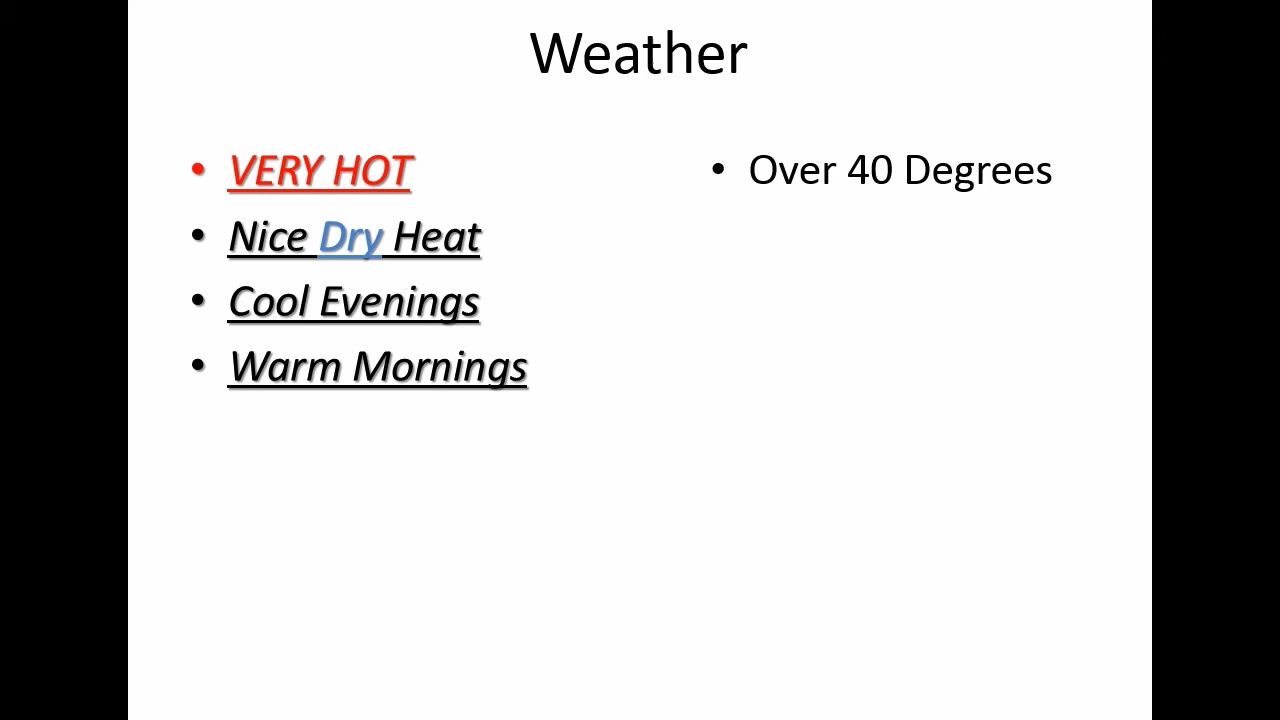 Weather
• VERY HOT
• Nice Dry Heat
• Cool Evenings
• Warm Mornings
• Over 40 Degrees